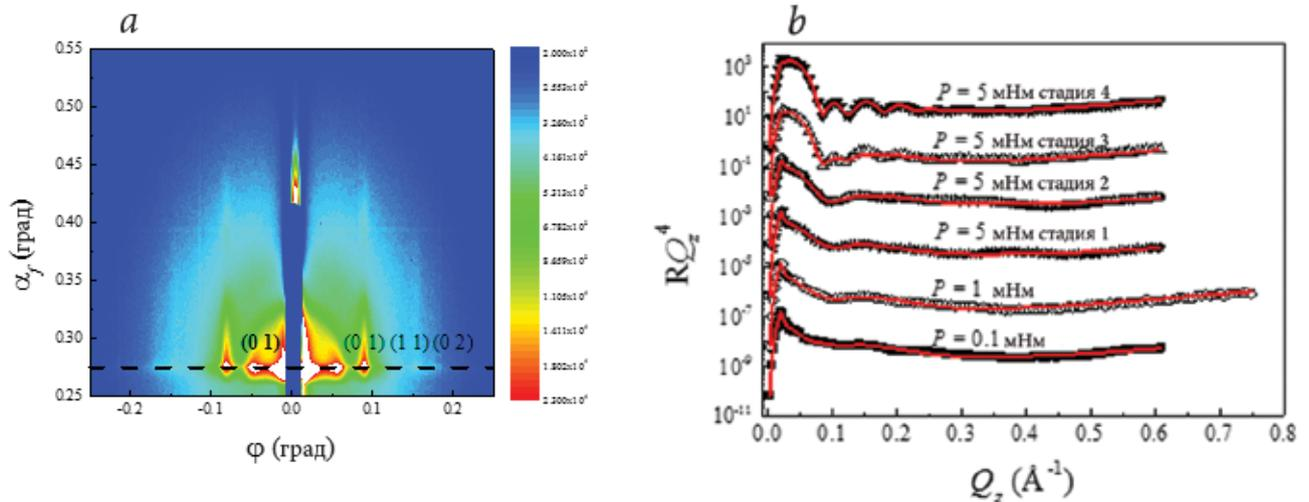 a
0.55
0.50
0.45
0.40
0.35
0.30
0.25
αf (град)
-0.2 -0.1 0.0 0.1 0.2
φ (град)
(0 1) (0 1) (1 1) (0 2)
b
10³
10¹
10⁻¹
10⁻³
10⁻⁵
10⁻⁷
10⁻⁹
10⁻¹¹
RQz⁴
P = 5 мНм стадия 4
P = 5 мНм стадия 3
P = 5 мНм стадия 2
P = 5 мНм стадия 1
P = 1 мНм
P = 0.1 мНм
0.0 0.1 0.2 0.3 0.4 0.5 0.6 0.7 0.8
Qz (Å⁻¹)